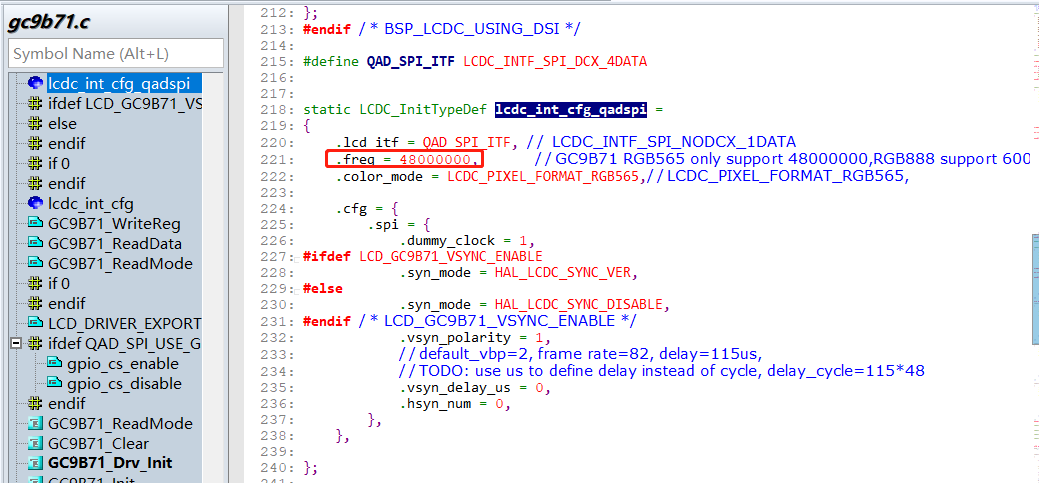 gc9b71.c
Symbol Name (Alt+L)
lcdc_int_cfg_qadspi
ifdef LCD_GC9B71_VS
else
endif
if 0
endif
lcdc_int_cfg
GC9B71_WriteReg
GC9B71_ReadData
GC9B71_ReadMode
if 0
endif
LCD_DRIVER_EXPORT
ifdef QAD_SPI_USE_G
gpio_cs_enable
gpio_cs_disable
endif
GC9B71_ReadMode
GC9B71_Clear
GC9B71_Drv_Init
GC9B71_Init
212: };
213: #endif /* BSP_LCDC_USING_DSI */
214:
215: #define QAD_SPI_ITF LCDC_INTF_SPI_DCX_4DATA
216:
217:
218: static LCDC_InitTypeDef lcdc_int_cfg_qadspi =
219: {
220: .lcd_itf = QAD_SPI_ITF, // LCDC_INTF_SPI_NODCX_1DATA
221: .freq = 48000000, //GC9B71 RGB565 only support 48000000,RGB888 support 600
222: .color_mode = LCDC_PIXEL_FORMAT_RGB565,//LCDC_PIXEL_FORMAT_RGB565,
223:
224: .cfg = {
225: .spi = {
226: .dummy_clock = 1,
227: #ifdef LCD_GC9B71_VSYNC_ENABLE
228: .syn_mode = HAL_LCDC_SYNC_VER,
229: #else
230: .syn_mode = HAL_LCDC_SYNC_DISABLE,
231: #endif /* LCD_GC9B71_VSYNC_ENABLE */
232: .vsyn_polarity = 1,
233: //default_vbp=2, frame rate=82, delay=115us,
234: //TODO: use us to define delay instead of cycle, delay_cycle=115*48
235: .vsyn_delay_us = 0,
236: .hsyn_num = 0,
237: },
238: },
239:
240: };
241: